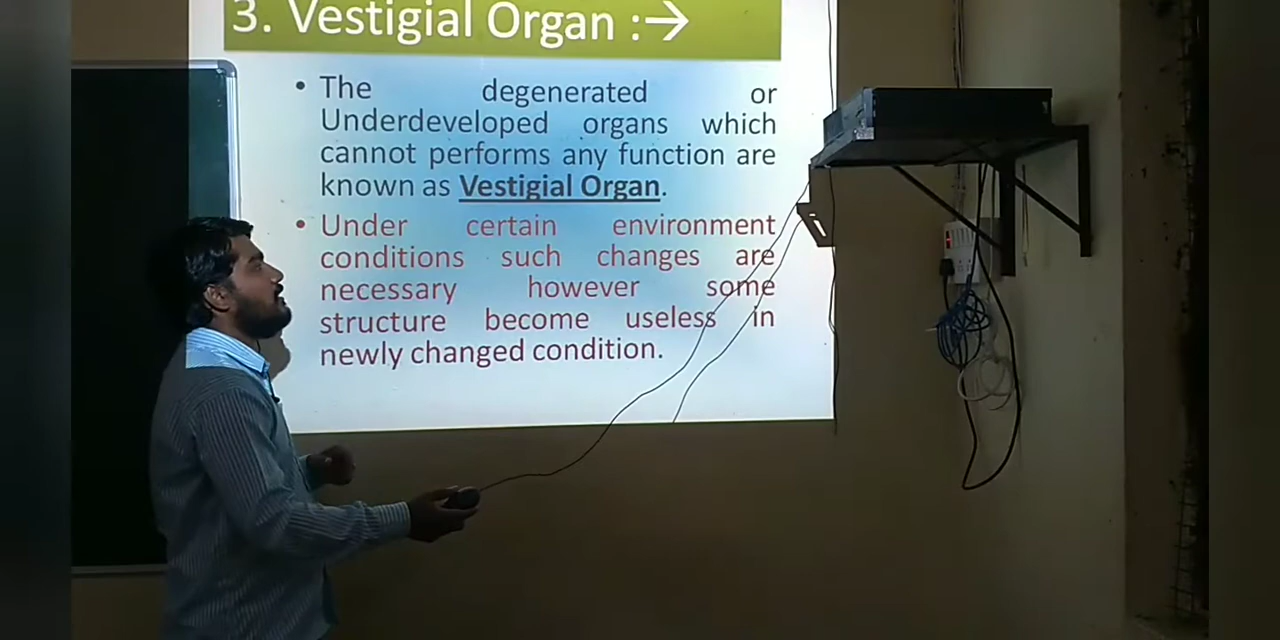 3. Vestigial Organ :→
• The degenerated or
Underdeveloped organs which
cannot performs any function are
known as Vestigial Organ.
• Under certain environment
conditions such changes are
necessary however some
structure become useless in
newly changed condition.